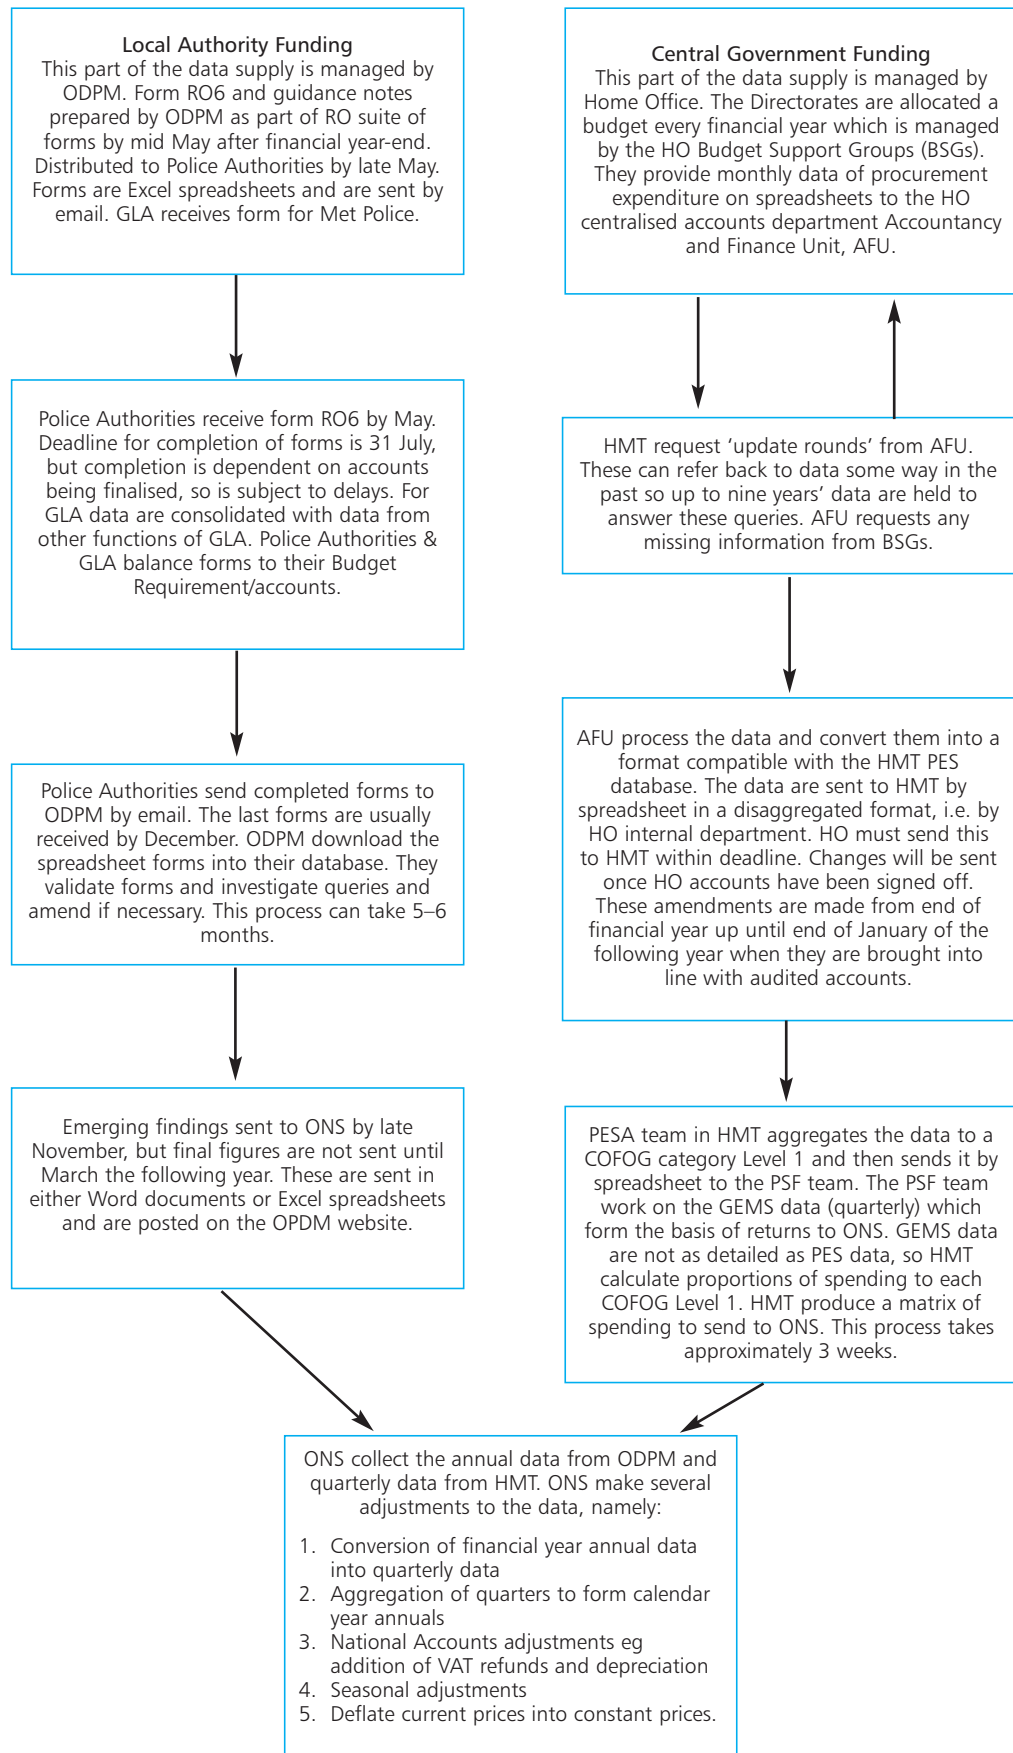 Local Authority Funding
This part of the data supply is managed by
ODPM. Form RO6 and guidance notes
prepared by ODPM as part of RO suite of
forms by mid May after financial year-end.
Distributed to Police Authorities by late May.
Forms are Excel spreadsheets and are sent by
email. GLA receives form for Met Police.
Police Authorities receive form RO6 by May.
Deadline for completion of forms is 31 July,
but completion is dependent on accounts
being finalised, so is subject to delays. For
GLA data are consolidated with data from
other functions of GLA. Police Authorities &
GLA balance forms to their Budget
Requirement/accounts.
Police Authorities send completed forms to
ODPM by email. The last forms are usually
received by December. ODPM download the
spreadsheet forms into their database. They
validate forms and investigate queries and
amend if necessary. This process can take 5–6
months.
Emerging findings sent to ONS by late
November, but final figures are not sent until
March the following year. These are sent in
either Word documents or Excel spreadsheets
and are posted on the OPDM website.
Central Government Funding
This part of the data supply is managed by
Home Office. The Directorates are allocated a
budget every financial year which is managed
by the HO Budget Support Groups (BSGs).
They provide monthly data of procurement
expenditure on spreadsheets to the HO
centralised accounts department Accountancy
and Finance Unit, AFU.
HMT request ‘update rounds’ from AFU.
These can refer back to data some way in the
past so up to nine years’ data are held to
answer these queries. AFU requests any
missing information from BSGs.
AFU process the data and convert them into a
format compatible with the HMT PES
database. The data are sent to HMT by
spreadsheet in a disaggregated format, i.e. by
HO internal department. HO must send this
to HMT within deadline. Changes will be sent
once HO accounts have been signed off.
These amendments are made from end of
financial year up until end of January of the
following year when they are brought into
line with audited accounts.
PESA team in HMT aggregates the data to a
COFOG category Level 1 and then sends it by
spreadsheet to the PSF team. The PSF team
work on the GEMS data (quarterly) which
form the basis of returns to ONS. GEMS data
are not as detailed as PES data, so HMT
calculate proportions of spending to each
COFOG Level 1. HMT produce a matrix of
spending to send to ONS. This process takes
approximately 3 weeks.
ONS collect the annual data from ODPM and
quarterly data from HMT. ONS make several
adjustments to the data, namely:
1. Conversion of financial year annual data
into quarterly data
2. Aggregation of quarters to form calendar
year annuals
3. National Accounts adjustments eg
addition of VAT refunds and depreciation
4. Seasonal adjustments
5. Deflate current prices into constant prices.